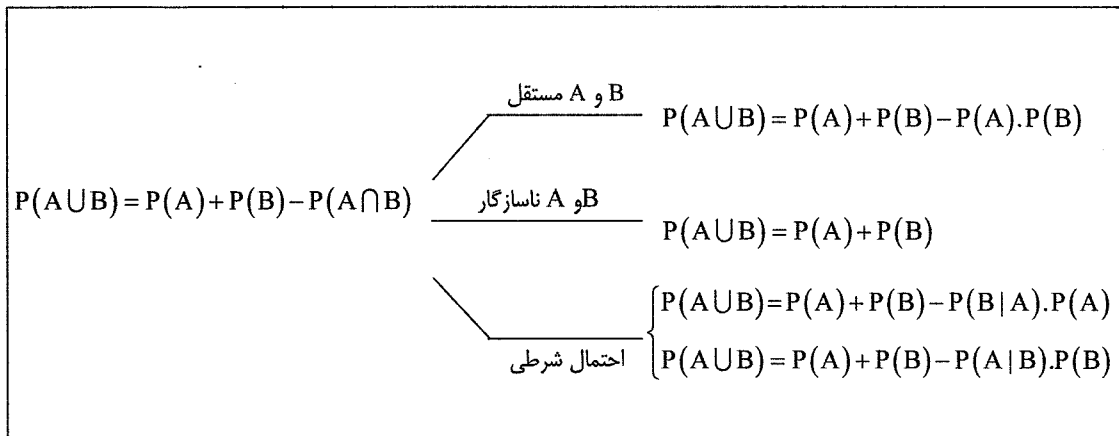 B و A مستقل
P(A∪B)=P(A)+P(B)−P(A).P(B)
P(A∪B)=P(A)+P(B)−P(A∩B)
Bو A ناسازگار
P(A∪B)=P(A)+P(B)
احتمال شرطی
P(A∪B)=P(A)+P(B)−P(B|A).P(A)
P(A∪B)=P(A)+P(B)−P(A|B).P(B)